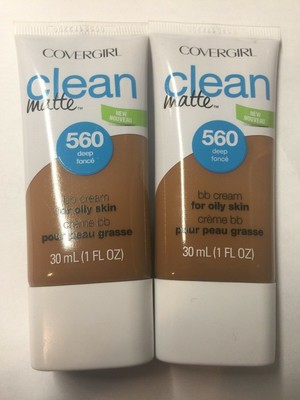 COVERGIRL
clean
matte™
NEW
NOUVEAU
560
deep
foncé
bb cream
for oily skin
crème bb
pour peau grasse
30 mL (1 FL OZ)
COVERGIRL
clean
matte™
NEW
NOUVEAU
560
deep
foncé
bb cream
for oily skin
crème bb
pour peau grasse
30 mL (1 FL OZ)